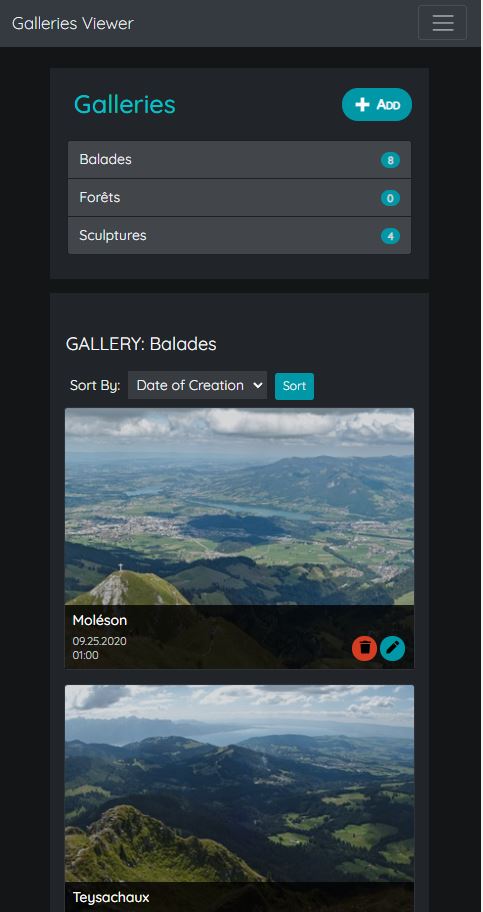 Galleries Viewer
Galleries
+ ADD
Balades 8
Forêts 0
Sculptures 4
GALLERY: Balades
Sort By: Date of Creation Sort
Moléson
09.25.2020
01:00
Teysachaux